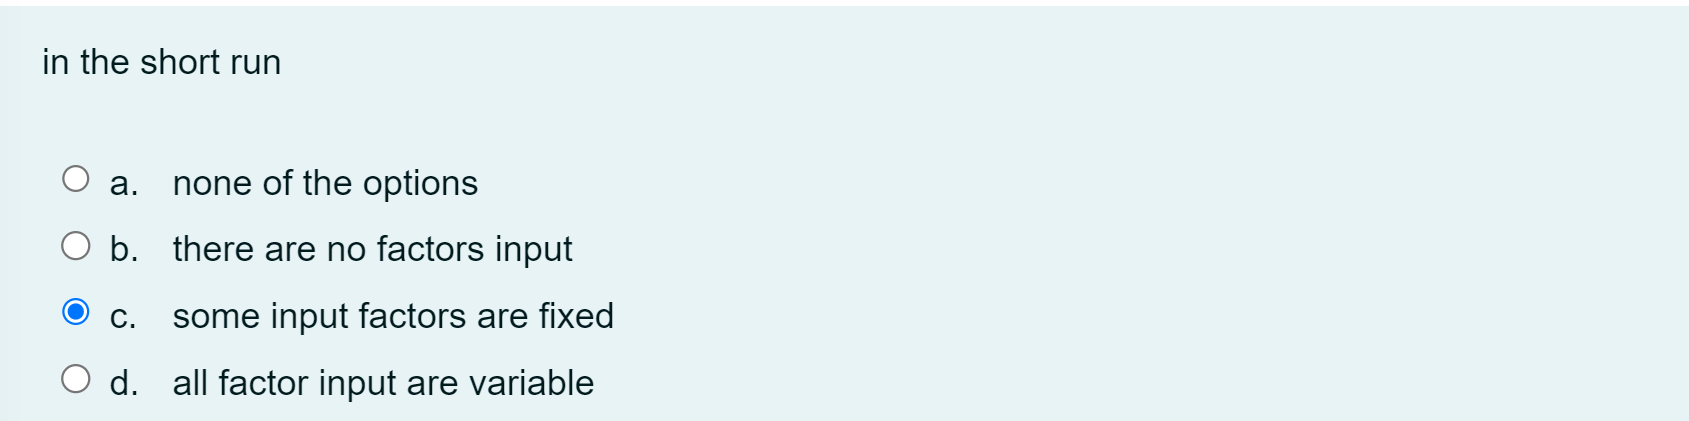 in the short run
a. none of the options
b. there are no factors input
c. some input factors are fixed
d. all factor input are variable